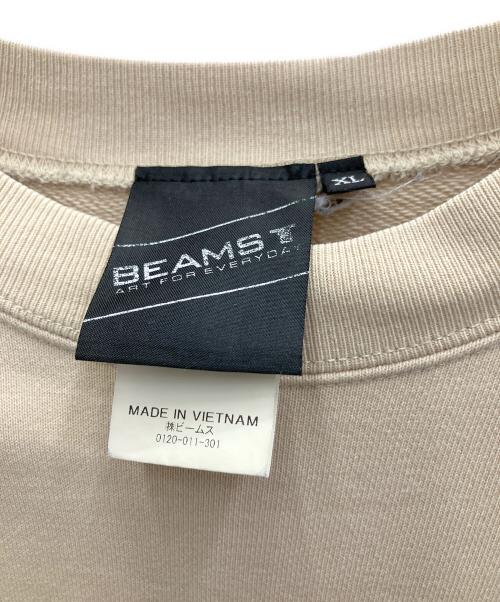 XL
BEAMS T
ART FOR EVERYDAY
MADE IN VIETNAM
㈱ビームス
0120-011-301